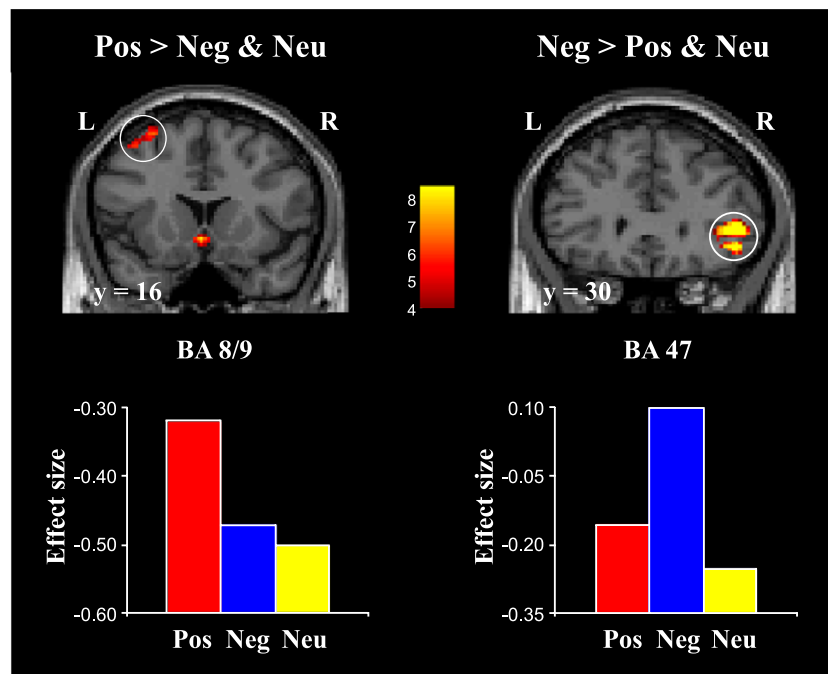 Pos > Neg & Neu
Neg > Pos & Neu
L
R
L
R
8
7
6
5
4
y = 16
y = 30
BA 8/9
BA 47
-0.30
-0.40
-0.50
-0.60
Effect size
Pos Neg Neu
0.10
-0.05
-0.20
-0.35
Effect size
Pos Neg Neu